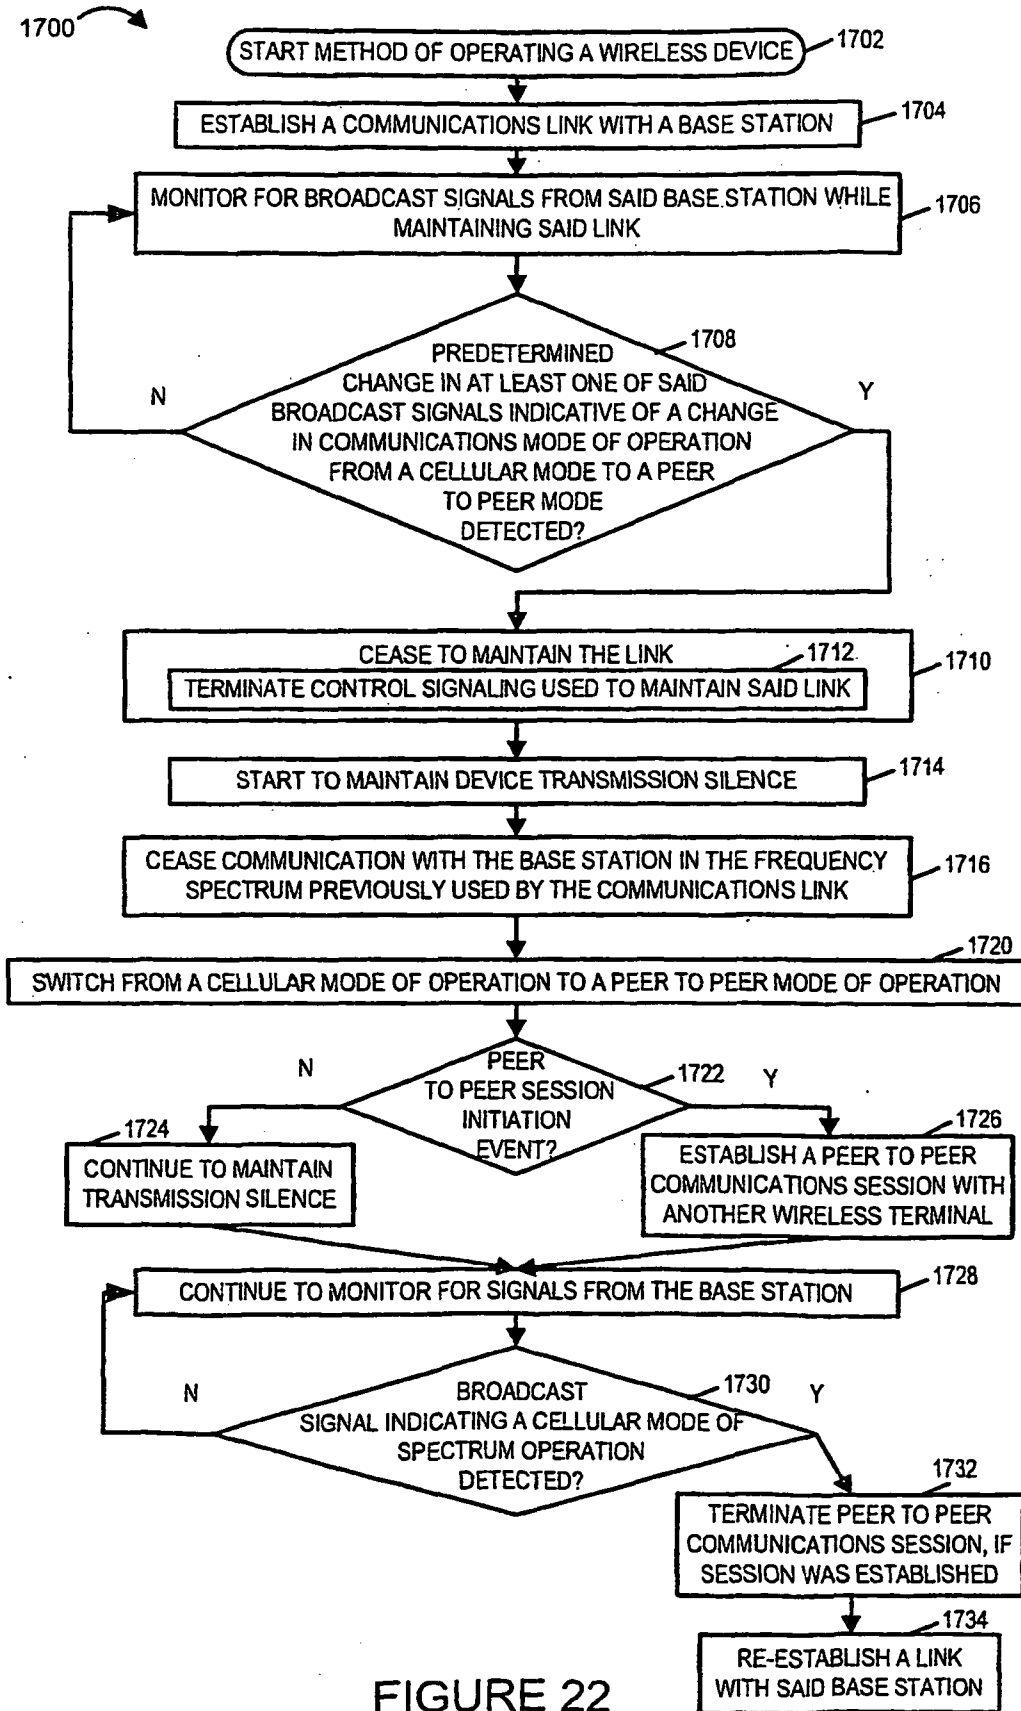 1700
START METHOD OF OPERATING A WIRELESS DEVICE
1702
ESTABLISH A COMMUNICATIONS LINK WITH A BASE STATION
1704
MONITOR FOR BROADCAST SIGNALS FROM SAID BASE STATION WHILE
MAINTAINING SAID LINK
1706
1708
PREDETERMINED
CHANGE IN AT LEAST ONE OF SAID
BROADCAST SIGNALS INDICATIVE OF A CHANGE
IN COMMUNICATIONS MODE OF OPERATION
FROM A CELLULAR MODE TO A PEER
TO PEER MODE
DETECTED?
N
Y
CEASE TO MAINTAIN THE LINK
1712
1710
TERMINATE CONTROL SIGNALING USED TO MAINTAIN SAID LINK
START TO MAINTAIN DEVICE TRANSMISSION SILENCE
1714
CEASE COMMUNICATION WITH THE BASE STATION IN THE FREQUENCY
SPECTRUM PREVIOUSLY USED BY THE COMMUNICATIONS LINK
1716
1720
SWITCH FROM A CELLULAR MODE OF OPERATION TO A PEER TO PEER MODE OF OPERATION
N
PEER
TO PEER SESSION
INITIATION
EVENT?
1722
Y
1724
CONTINUE TO MAINTAIN
TRANSMISSION SILENCE
1726
ESTABLISH A PEER TO PEER
COMMUNICATIONS SESSION WITH
ANOTHER WIRELESS TERMINAL
CONTINUE TO MONITOR FOR SIGNALS FROM THE BASE STATION
1728
N
1730
Y
BROADCAST
SIGNAL INDICATING A CELLULAR MODE OF
SPECTRUM OPERATION
DETECTED?
1732
TERMINATE PEER TO PEER
COMMUNICATIONS SESSION, IF
SESSION WAS ESTABLISHED
1734
RE-ESTABLISH A LINK
WITH SAID BASE STATION
FIGURE 22